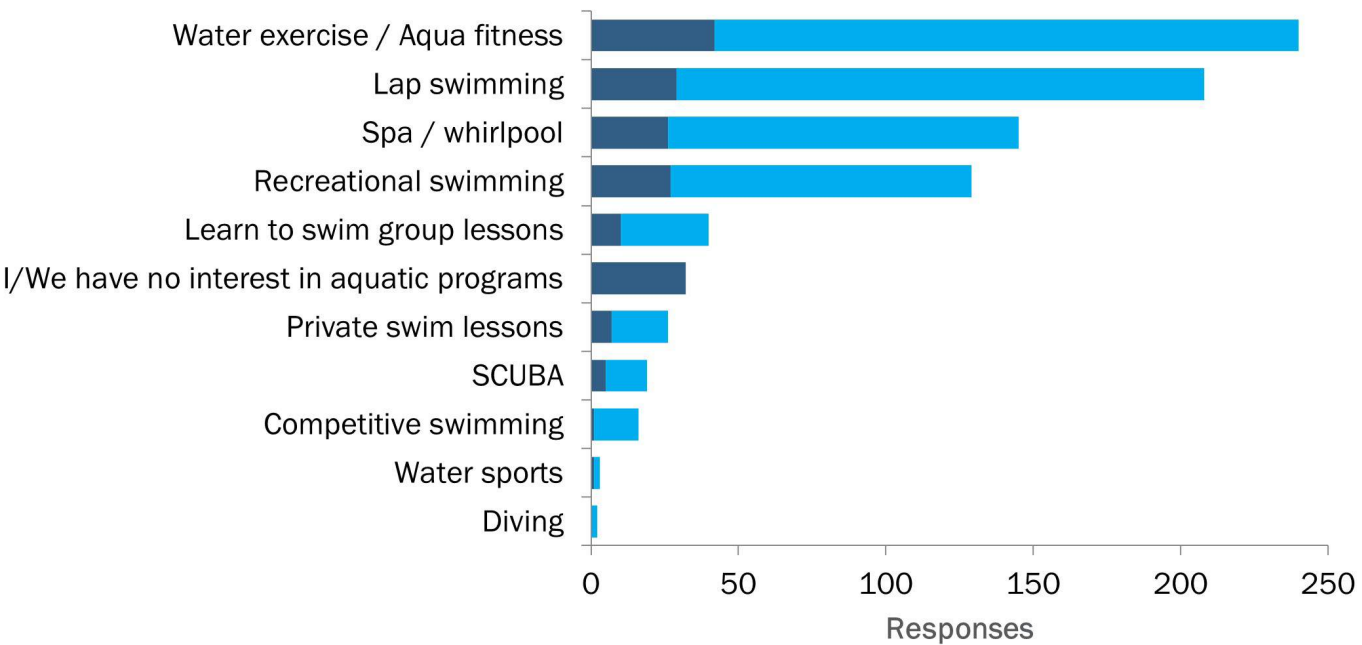 Water exercise / Aqua fitness
Lap swimming
Spa / whirlpool
Recreational swimming
Learn to swim group lessons
I/We have no interest in aquatic programs
Private swim lessons
SCUBA
Competitive swimming
Water sports
Diving
0 50 100 150 200 250
Responses